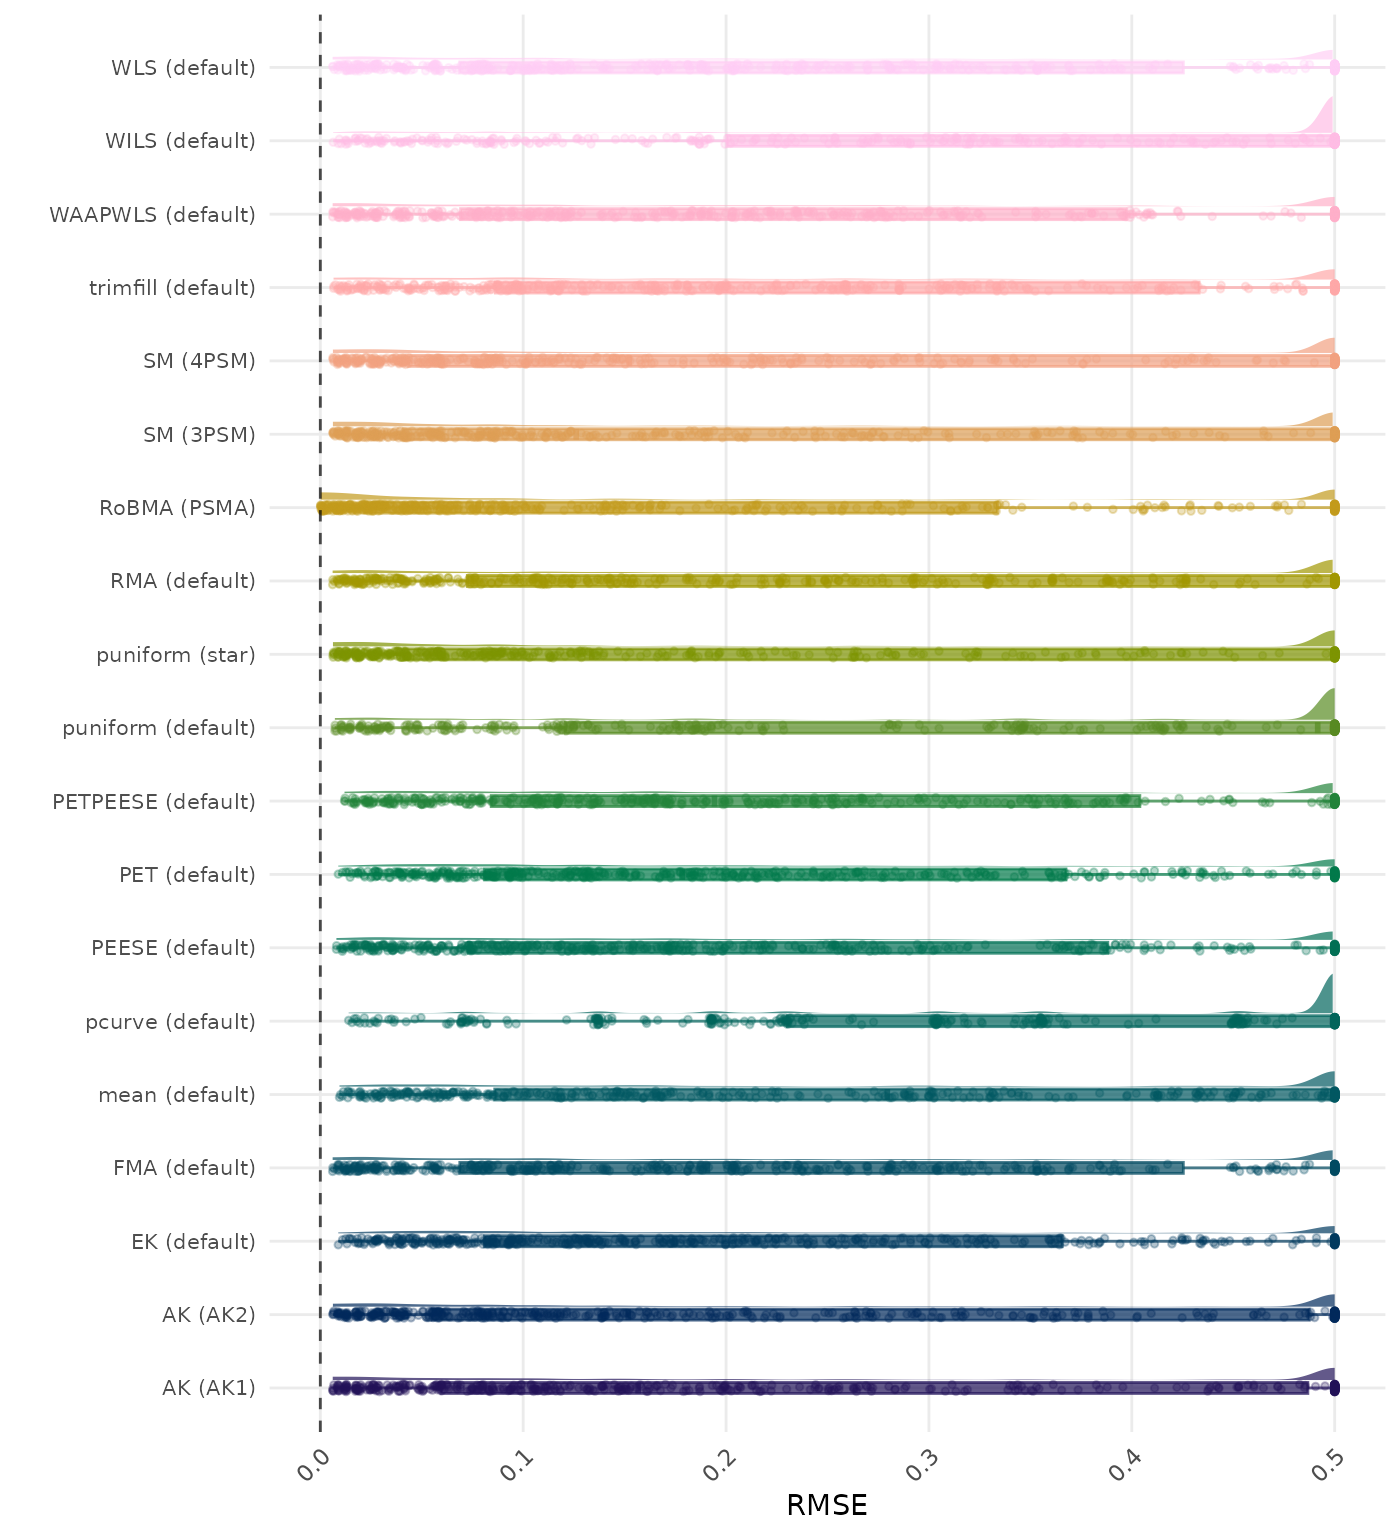 WLS (default)
WILS (default)
WAAPWLS (default)
trimfill (default)
SM (4PSM)
SM (3PSM)
RoBMA (PSMA)
RMA (default)
puniform (star)
puniform (default)
PETPEESE (default)
PET (default)
PEESE (default)
pcurve (default)
mean (default)
FMA (default)
EK (default)
AK (AK2)
AK (AK1)
0.0 0.1 0.2 0.3 0.4 0.5
RMSE